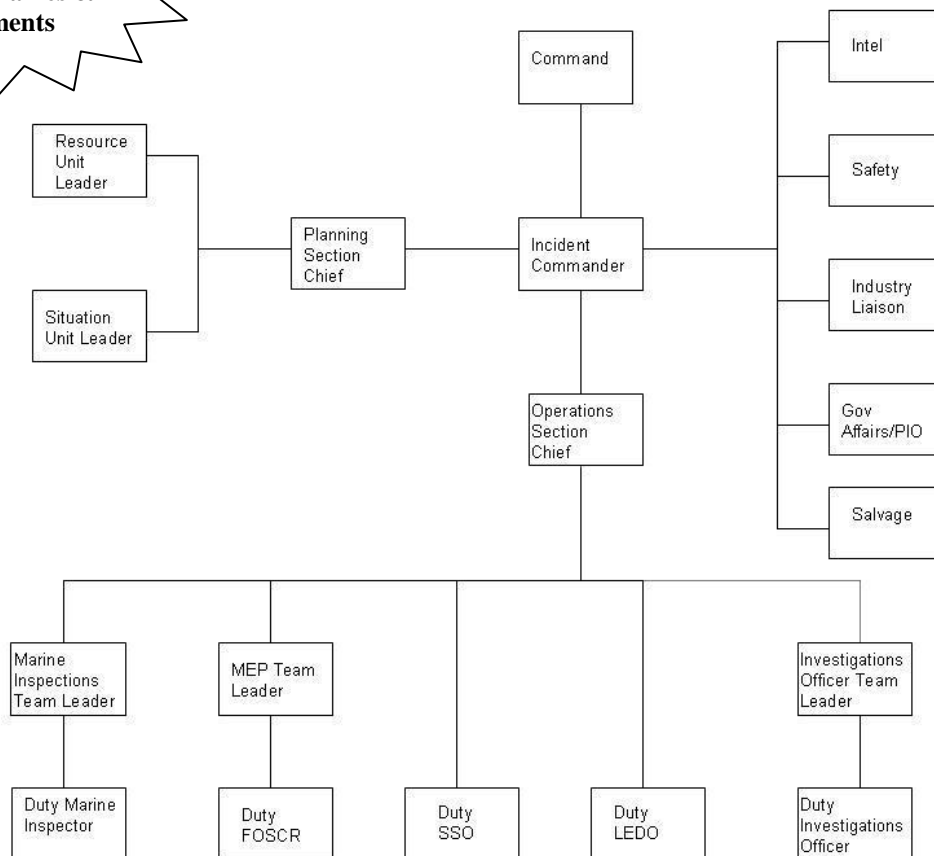 ments
Command
Intel
Resource
Unit
Leader
Safety
Planning
Section
Chief
Incident
Commander
Industry
Liaison
Situation
Unit Leader
Operations
Section
Chief
Gov
Affairs/PIO
Salvage
Marine
Inspections
Team Leader
MEP Team
Leader
Investigations
Officer Team
Leader
Duty Marine
Inspector
Duty
FOSCR
Duty
SSO
Duty
LEDO
Duty
Investigations
Officer